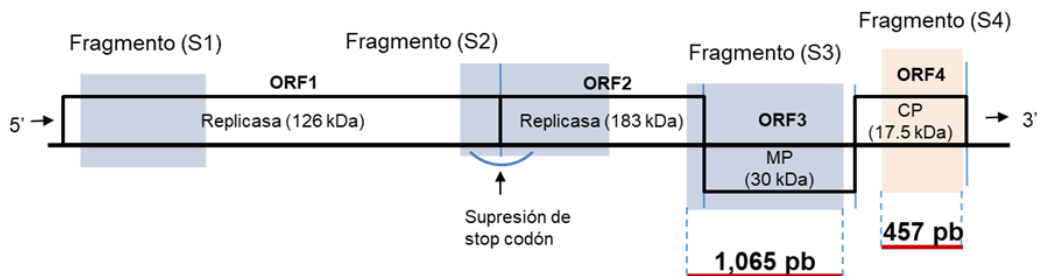 Fragmento (S1)
Fragmento (S2)
Fragmento (S3)
Fragmento (S4)
ORF1
ORF2
ORF3
ORF4
5'
Replicasa (126 kDa)
Replicasa (183 kDa)
MP
(30 kDa)
CP
(17.5 kDa)
3'
Supresión de
stop codón
1,065 pb
457 pb